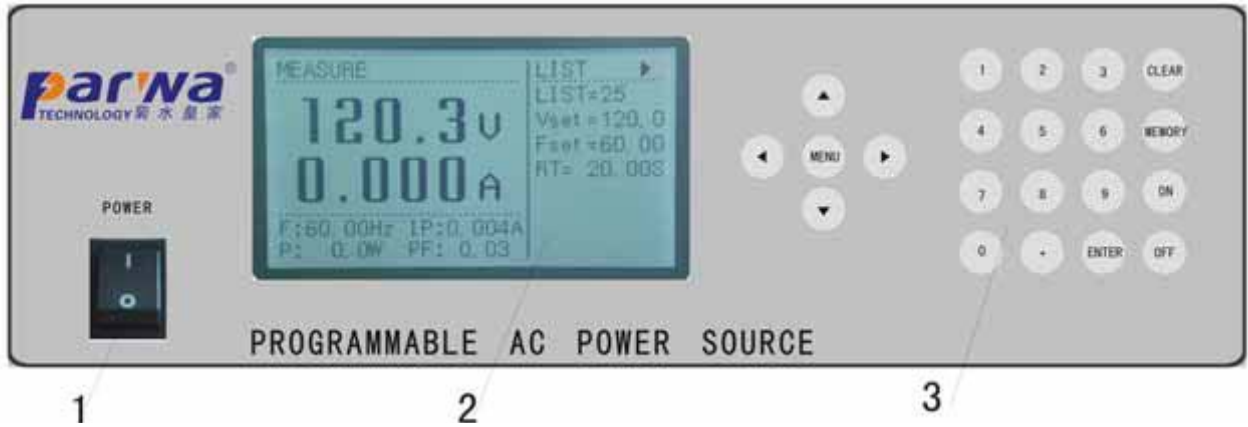 Parwa®
TECHNOLOGY 菊水皇家
POWER
I
O
MEASURE
120.3V
0.000A
F:60.00Hz IP:0.004A
P: 0.0W PF: 0.03
LIST ▶
LIST=25
Vset=120.0
Fset=60.00
RT= 20.00S
▲
◀ MENU ▶
▼
1 2 3 CLEAR
4 5 6 MEMORY
7 8 9 ON
0 . ENTER OFF
PROGRAMMABLE AC POWER SOURCE
1 2 3